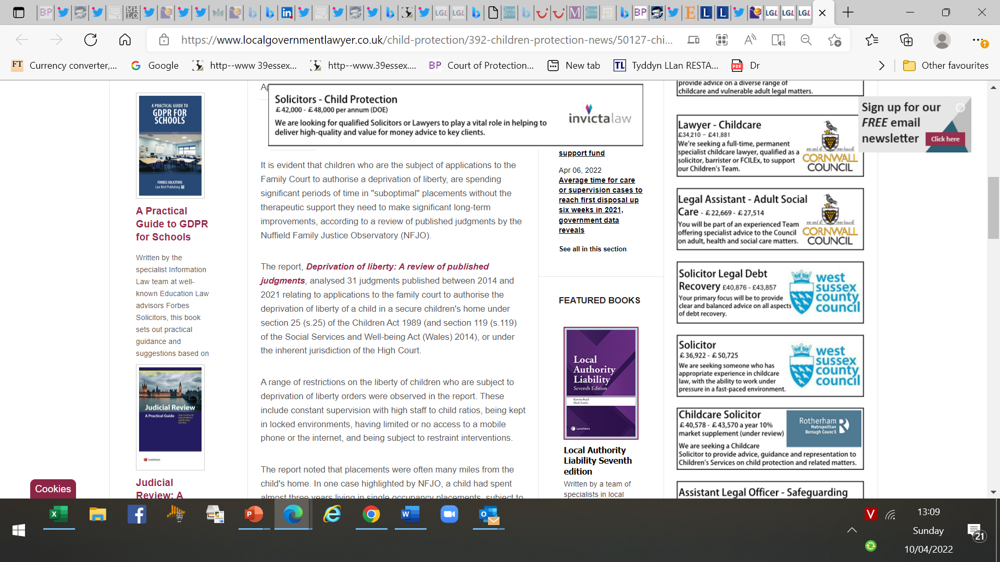 https://www.localgovernmentlawyer.co.uk/child-protection/392-children-protection-news/50127-chi...
Currency converter,...
Google
http--www 39essex...
http--www.39essex....
BP
Court of Protection...
New tab
TL
Tyddyn LLan RESTA...
PDF
Dr
Other favourites
A PRACTICAL GUIDE TO
GDPR FOR
SCHOOLS
FORBES SOLICITORS
Law Brief Publishing
A Practical
Guide to GDPR
for Schools
Written by the
specialist Information
Law team at well-
known Education Law
advisors Forbes
Solicitors, this book
sets out practical
guidance and
suggestions based on
Judicial Review
A Practical Guide
LexisNexis
Judicial
Review: A
Cookies
Ap
Solicitors - Child Protection
£42,000 - £48,000 per annum (DOE)
We are looking for qualified Solicitors or Lawyers to play a vital role in helping to
deliver high-quality and value for money advice to key clients.
invictalaw
It is evident that children who are the subject of applications to the
Family Court to authorise a deprivation of liberty, are spending
significant periods of time in "suboptimal" placements without the
therapeutic support they need to make significant long-term
improvements, according to a review of published judgments by the
Nuffield Family Justice Observatory (NFJO).
The report, Deprivation of liberty: A review of published
judgments, analysed 31 judgments published between 2014 and
2021 relating to applications to the family court to authorise the
deprivation of liberty of a child in a secure children's home under
section 25 (s.25) of the Children Act 1989 (and section 119 (s.119)
of the Social Services and Well-being Act (Wales) 2014), or under
the inherent jurisdiction of the High Court.
A range of restrictions on the liberty of children who are subject to
deprivation of liberty orders were observed in the report. These
include constant supervision with high staff to child ratios, being kept
in locked environments, having limited or no access to a mobile
phone or the internet, and being subject to restraint interventions.
The report noted that placements were often many miles from the
child's home. In one case highlighted by NFJO, a child had spent
almost three years living in single occupancy placements, subject to
support fund
Apr 06, 2022
Average time for care
or supervision cases to
reach first disposal up
six weeks in 2021,
government data
reveals
See all in this section
FEATURED BOOKS
Local
Authority
Liability
Seventh Edition
LexisNexis
Local Authority
Liability Seventh
edition
Written by a team of
specialists in local
provide advice on a diverse range of
childcare and vulnerable adult legal matters.
Lawyer - Childcare
£34,210 – £41,881
We're seeking a full-time, permanent
specialist childcare lawyer, qualified as a
solicitor, barrister or FCILEx, to support
our Children's Team.
CORNWALL
COUNCIL
Sign up for our
FREE email
newsletter
Click here
Legal Assistant - Adult Social
Care - £22,669 - £27,514
You will be part of an experienced Team
offering specialist advice to the Council
on adult, health and social care matters.
CORNWALL
COUNCIL
Solicitor Legal Debt
Recovery £40,876 - £43,857
Your primary focus will be to provide
clear and balanced advice on all aspects
of debt recovery.
west
sussex
county
council
Solicitor
£36,922 - £50,725
We are seeking someone who has
appropriate experience in childcare
law, with the ability to work under
pressure in a fast-paced environment.
west
sussex
county
council
Childcare Solicitor
£40,578 - £43,570 a year 10%
market supplement (under review)
We are seeking a Childcare
Solicitor to provide advice, guidance and representation to
Children's Services on child protection and related matters.
Rotherham
Metropolitan
Borough Council
Assistant Legal Officer - Safeguarding
13:09
Sunday
10/04/2022
21